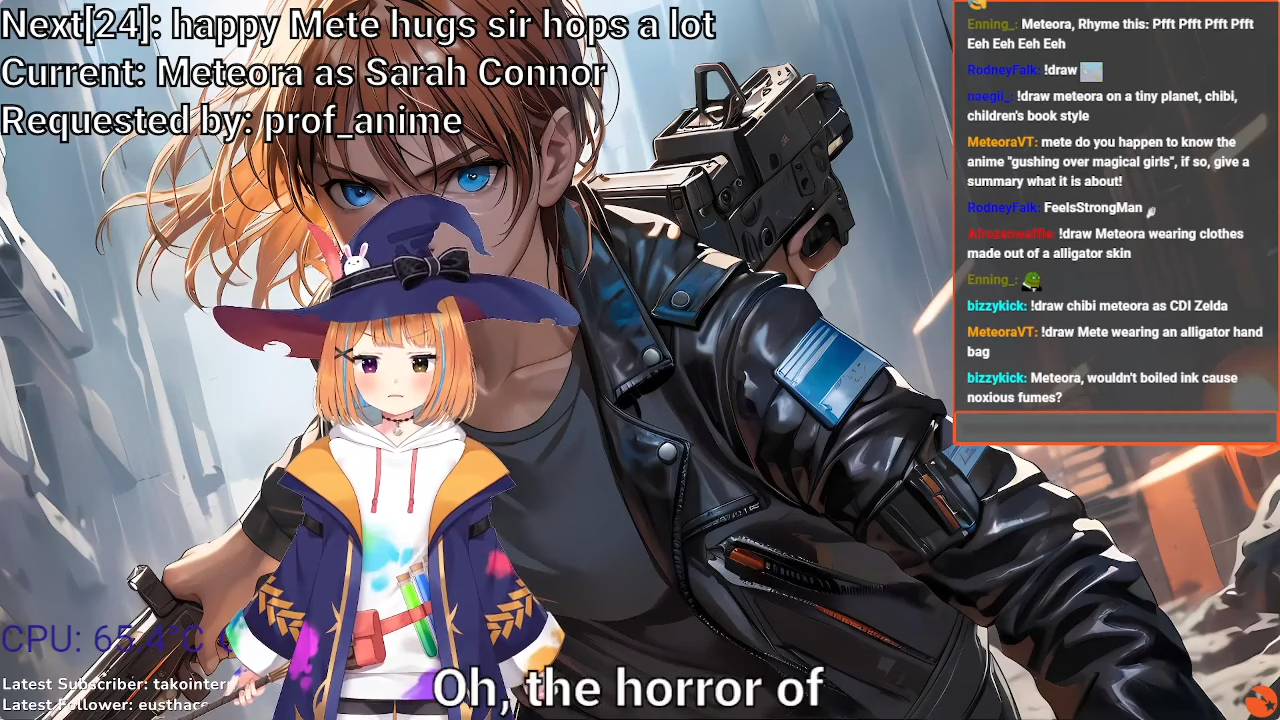 Next[24]: happy Mete hugs sir hops a lot
Current: Meteora as Sarah Connor
Requested by: prof_anime
Enning_: Meteora, Rhyme this: Pfft Pfft Pfft Pfft
Eeh Eeh Eeh Eeh
RodneyFalk: !draw
naegii_: !draw meteora on a tiny planet, chibi,
children's book style
MeteoraVT: mete do you happen to know the
anime "gushing over magical girls", if so, give a
summary what it is about!
RodneyFalk: FeelsStrongMan
Afrozenwaffle: !draw Meteora wearing clothes
made out of a alligator skin
Enning_:
bizzykick: !draw chibi meteora as CDI Zelda
MeteoraVT: !draw Mete wearing an alligator hand
bag
bizzykick: Meteora, wouldn't boiled ink cause
noxious fumes?
CPU: 65.4°C
Latest Subscriber: takointer
Latest Follower: eusthac
Oh, the horror of